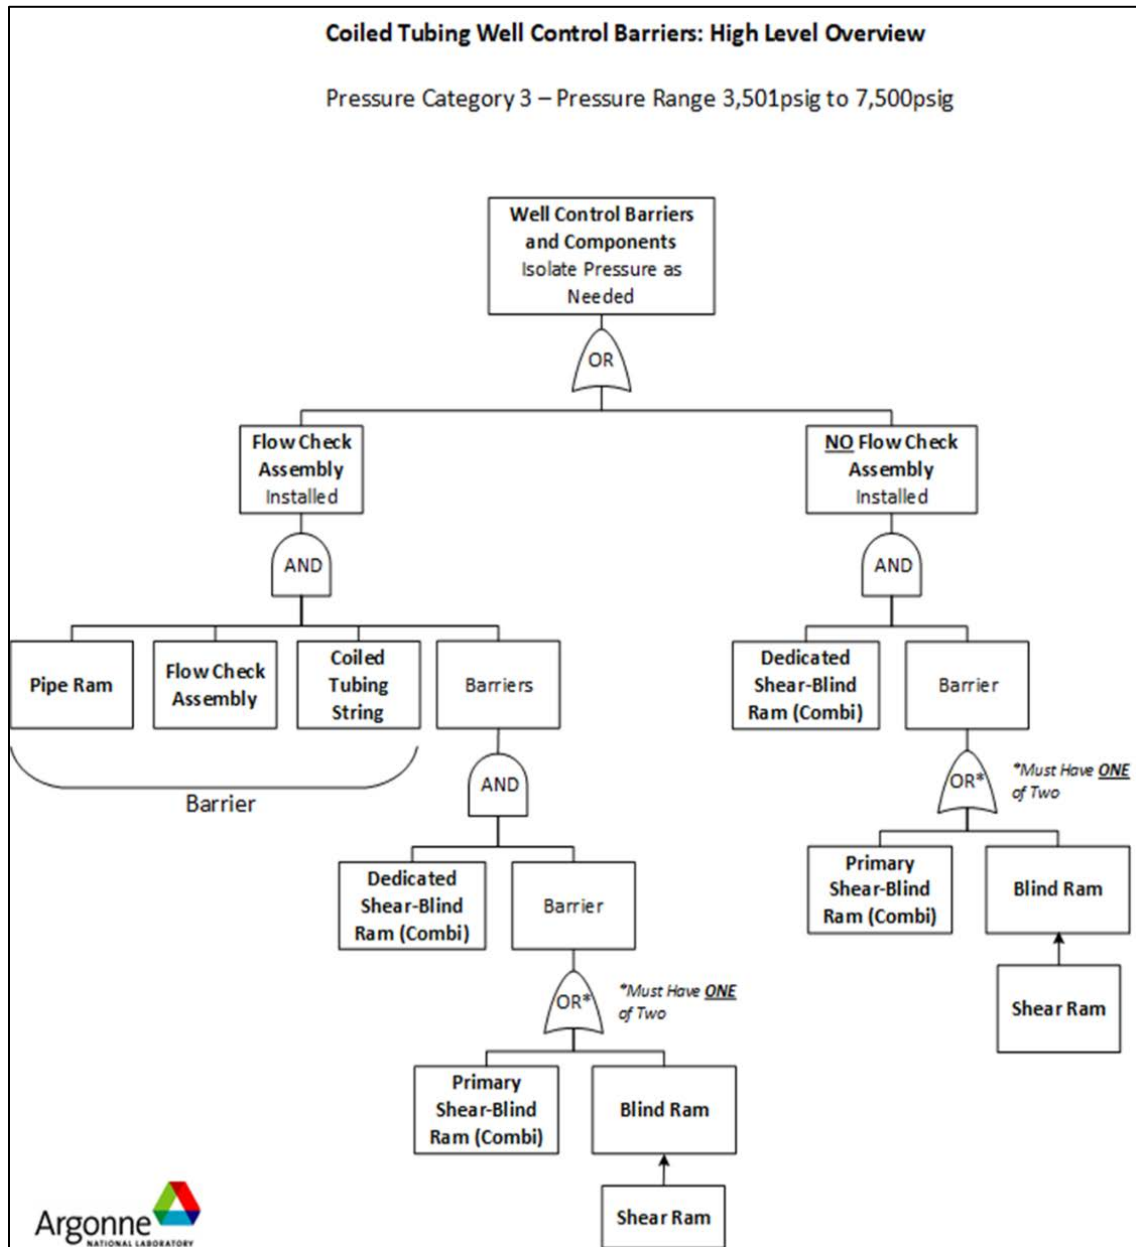 Coiled Tubing Well Control Barriers: High Level Overview
Pressure Category 3 – Pressure Range 3,501psig to 7,500psig
Well Control Barriers
and Components
Isolate Pressure as
Needed
OR
Flow Check
Assembly
Installed
NO Flow Check
Assembly
Installed
AND
AND
Pipe Ram
Flow Check
Assembly
Coiled
Tubing
String
Barriers
Dedicated
Shear-Blind
Ram (Combi)
Barrier
Barrier
AND
OR*
*Must Have ONE
of Two
Dedicated
Shear-Blind
Ram (Combi)
Barrier
Primary
Shear-Blind
Ram (Combi)
Blind Ram
Shear Ram
OR*
*Must Have ONE
of Two
Primary
Shear-Blind
Ram (Combi)
Blind Ram
Shear Ram
Argonne
NATIONAL LABORATORY